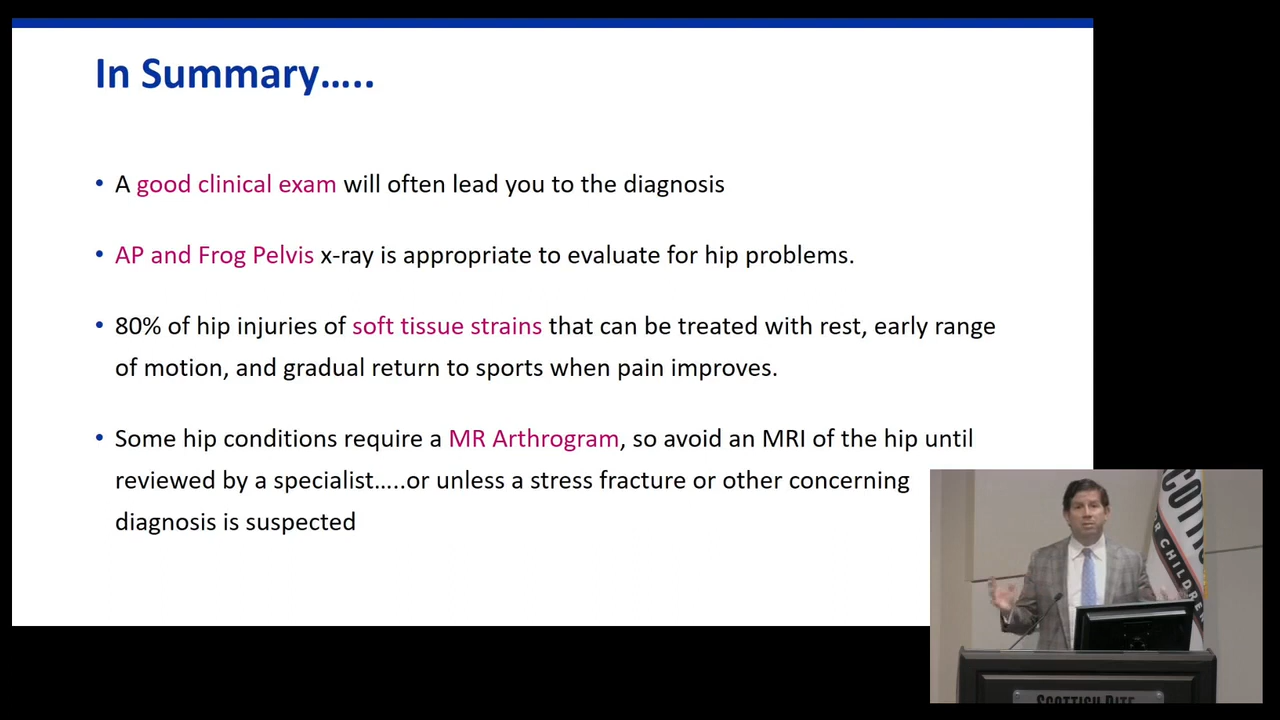 In Summary.....
• A good clinical exam will often lead you to the diagnosis
• AP and Frog Pelvis x-ray is appropriate to evaluate for hip problems.
• 80% of hip injuries of soft tissue strains that can be treated with rest, early range
of motion, and gradual return to sports when pain improves.
• Some hip conditions require a MR Arthrogram, so avoid an MRI of the hip until
reviewed by a specialist.....or unless a stress fracture or other concerning
diagnosis is suspected
SCOTTISH RITE